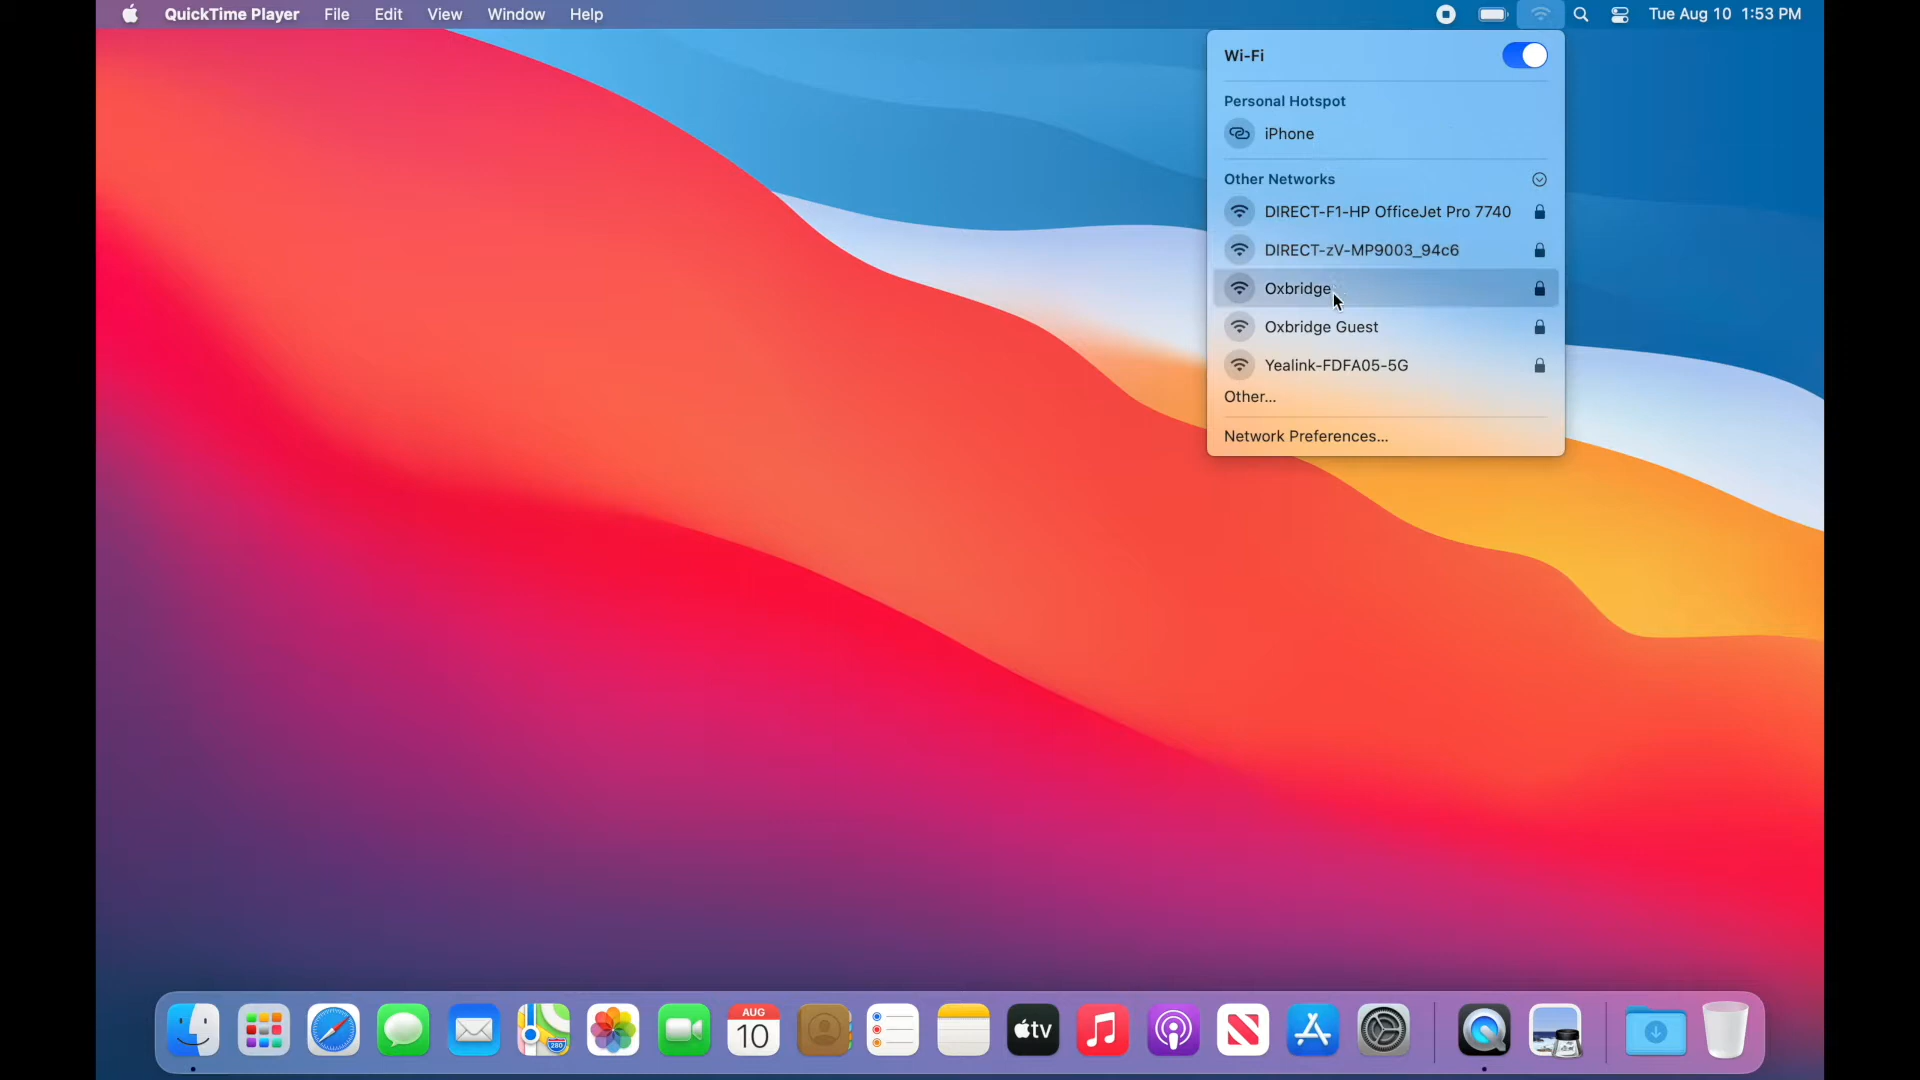 QuickTime Player File Edit View Window Help Tue Aug 10 1:53 PM
Wi-Fi
Personal Hotspot
iPhone
Other Networks
DIRECT-F1-HP OfficeJet Pro 7740
DIRECT-zV-MP9003_94c6
Oxbridge
Oxbridge Guest
Yealink-FDFA05-5G
Other...
Network Preferences...
280
AUG
10
tv